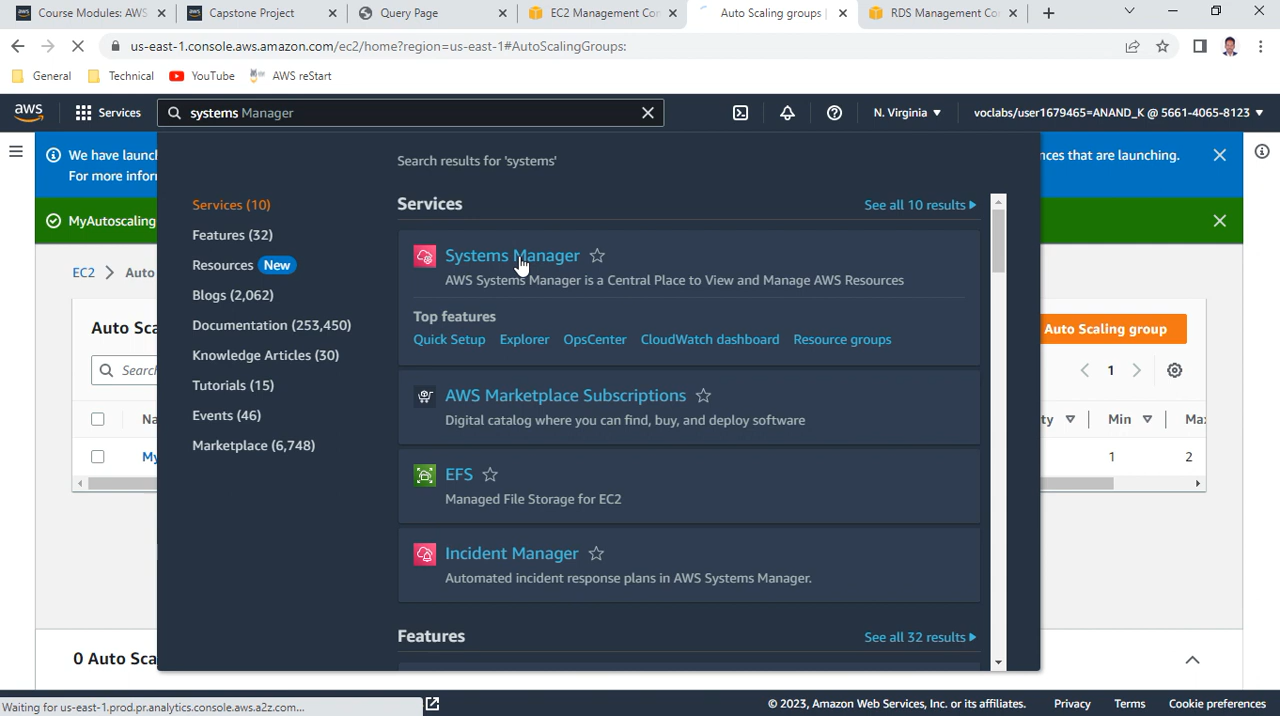 Course Modules: AWS
Capstone Project
Query Page
EC2 Management Con
Auto Scaling groups |
RDS Management Con
us-east-1.console.aws.amazon.com/ec2/home?region=us-east-1#AutoScalingGroups:
General
Technical
YouTube
AWS reStart
aws
Services
systems Manager
N. Virginia
voclabs/user1679465=ANAND_K @ 5661-4065-8123
We have launch
nces that are launching.
For more infor
MyAutoscaling
EC2 > Auto
Auto Sca
Auto Scaling group
Search
1
Na
ty
Min
Max
My
1
2
0 Auto Sca
Search results for 'systems'
Services (10)
Features (32)
Resources New
Blogs (2,062)
Documentation (253,450)
Knowledge Articles (30)
Tutorials (15)
Events (46)
Marketplace (6,748)
Services
See all 10 results
Systems Manager
AWS Systems Manager is a Central Place to View and Manage AWS Resources
Top features
Quick Setup Explorer OpsCenter CloudWatch dashboard Resource groups
AWS Marketplace Subscriptions
Digital catalog where you can find, buy, and deploy software
EFS
Managed File Storage for EC2
Incident Manager
Automated incident response plans in AWS Systems Manager.
Features
See all 32 results
Waiting for us-east-1.prod.pr.analytics.console.aws.a2z.com...
© 2023, Amazon Web Services, Inc. or its affiliates.
Privacy
Terms
Cookie preferences